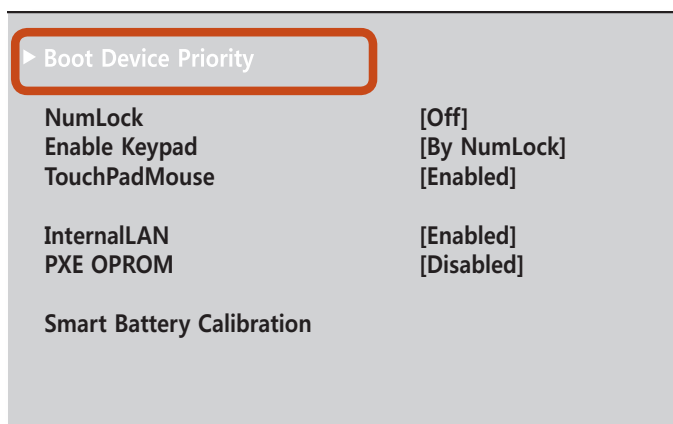 ▶ Boot Device Priority
NumLock [Off]
Enable Keypad [By NumLock]
TouchPadMouse [Enabled]
InternalLAN [Enabled]
PXE OPROM [Disabled]
Smart Battery Calibration